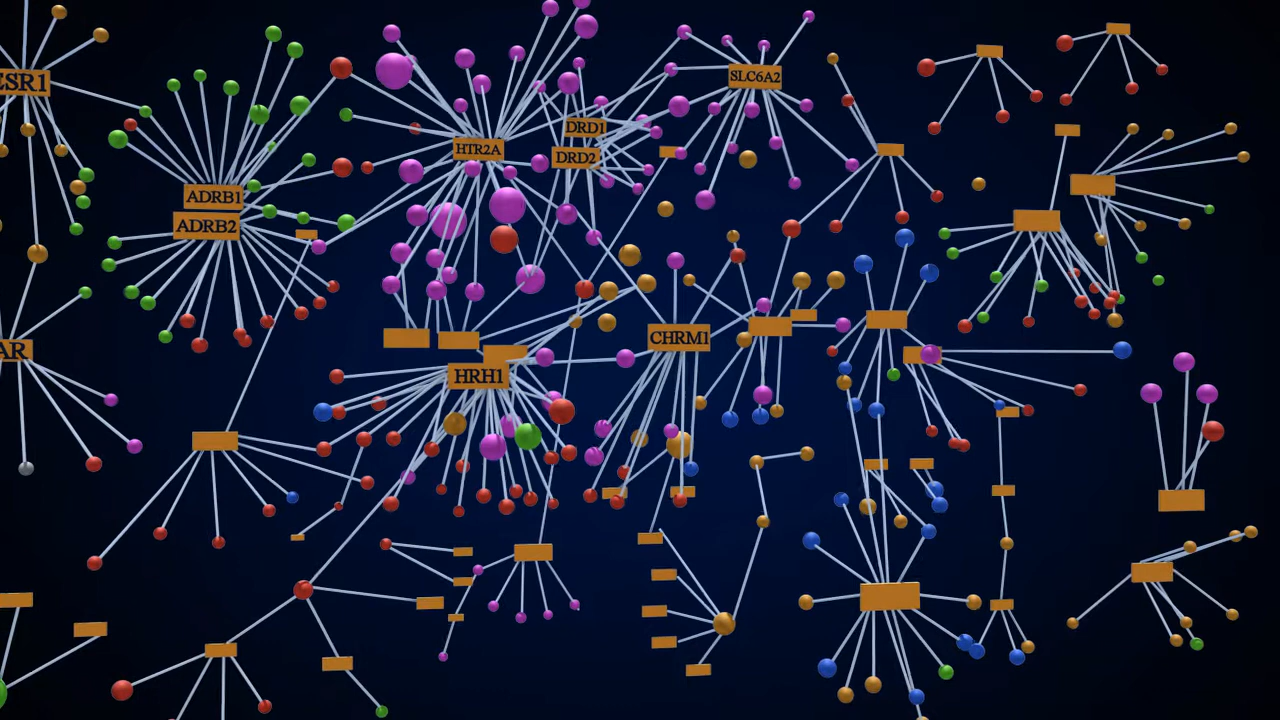 SLC6A2
ESR1
DRD1
HTR2A
DRD2
ADRB1
ADRB2
CHRM1
AR
HRH1